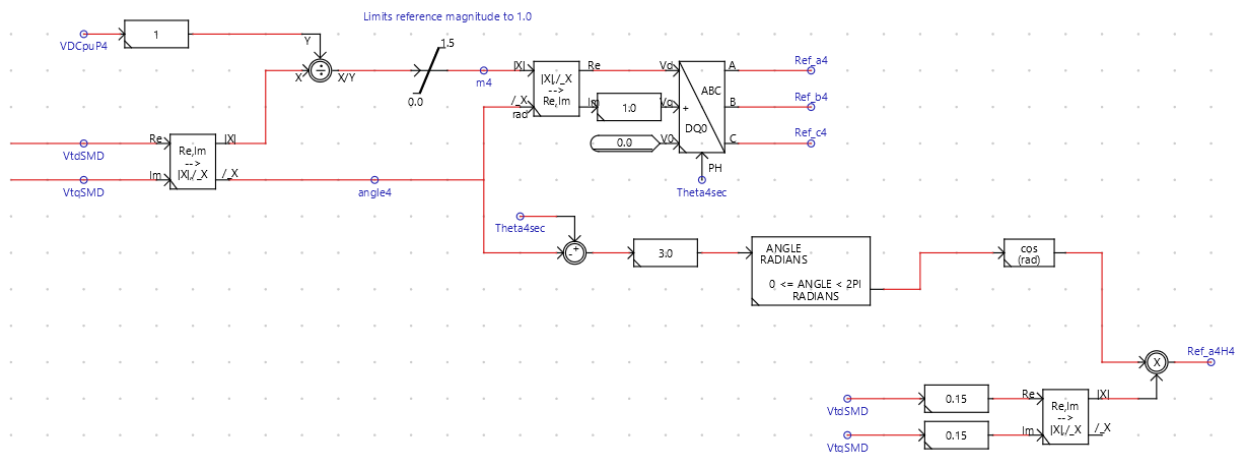 Limits reference magnitude to 1.0
VDCpuP4
1
Y
X
÷
X/Y
1.5
0.0
m4
|X|
/_X
rad
|X|,/_X
-->
Re,Im
Re
Im
1.0
0.0
Vd
Vq
+
V0
ABC
DQ0
A
B
C
PH
Ref_a4
Ref_b4
Ref_c4
Theta4sec
VtdSMD
VtqSMD
Re
Im
Re,Im
-->
|X|,/_X
|X|
/_X
angle4
Theta4sec
+
-
3.0
ANGLE
RADIANS
0 <= ANGLE < 2PI
RADIANS
cos
(rad)
X
Ref_a4H4
VtdSMD
VtqSMD
0.15
0.15
Re
Im
Re,Im
-->
|X|,/_X
|X|
/_X